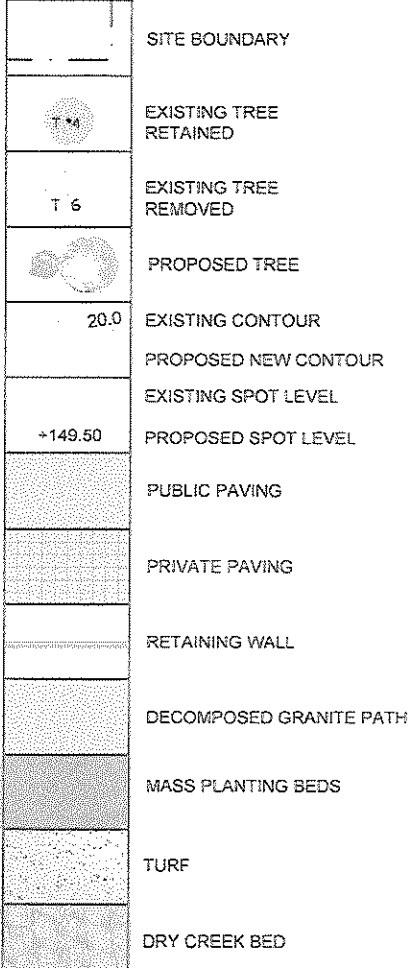 SITE BOUNDARY
T 4
EXISTING TREE
RETAINED
T 6
EXISTING TREE
REMOVED
PROPOSED TREE
20.0
EXISTING CONTOUR
PROPOSED NEW CONTOUR
EXISTING SPOT LEVEL
+149.50
PROPOSED SPOT LEVEL
PUBLIC PAVING
PRIVATE PAVING
RETAINING WALL
DECOMPOSED GRANITE PATH
MASS PLANTING BEDS
TURF
DRY CREEK BED